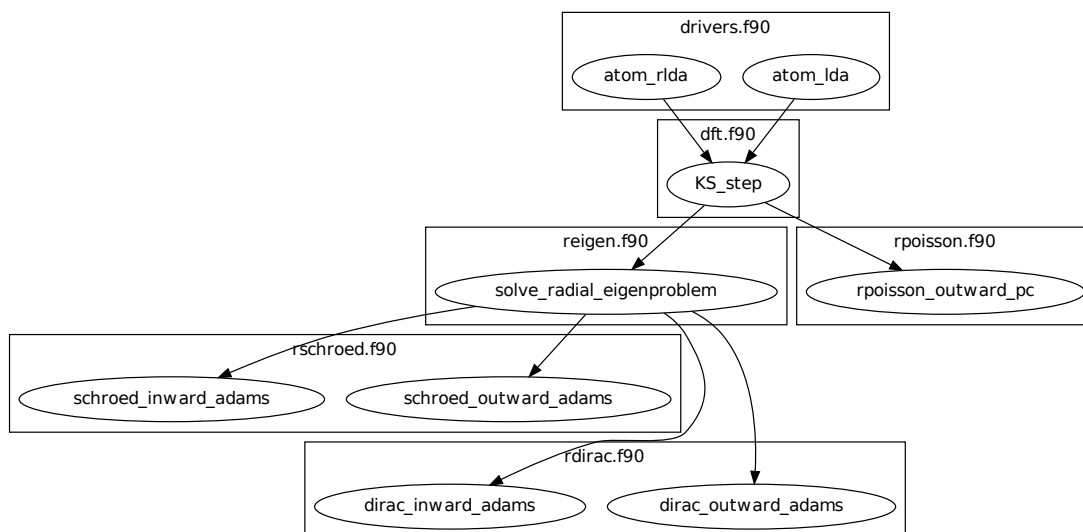 drivers.f90
atom_rlda
atom_lda
dft.f90
KS_step
reigen.f90
rpoisson.f90
solve_radial_eigenproblem
rpoisson_outward_pc
rschroed.f90
schroed_inward_adams
schroed_outward_adams
rdirac.f90
dirac_inward_adams
dirac_outward_adams